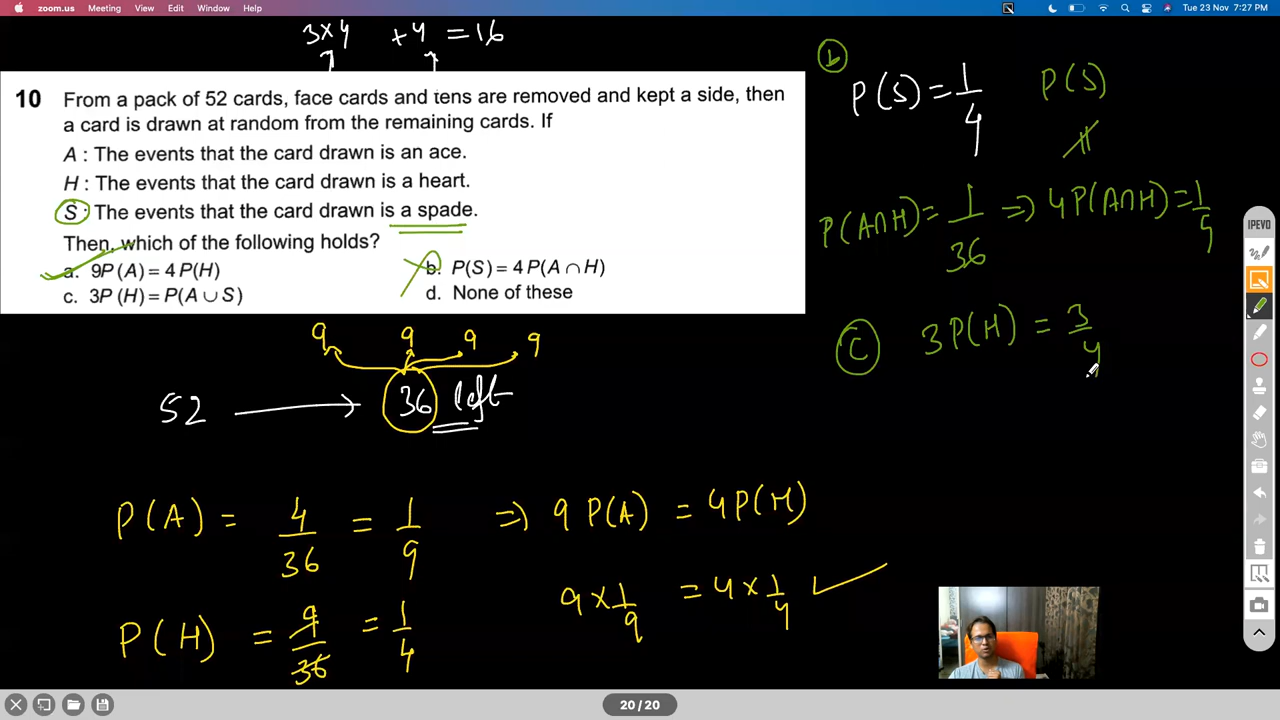 zoom.us Meeting View Edit Window Help Tue 23 Nov 7:27 PM
3x4 + 4 = 16
10 From a pack of 52 cards, face cards and tens are removed and kept a side, then
a card is drawn at random from the remaining cards. If
A : The events that the card drawn is an ace.
H : The events that the card drawn is a heart.
S : The events that the card drawn is a spade.
Then, which of the following holds?
a. 9P (A) = 4 P(H)
b. P(S) = 4P(A ∩ H)
c. 3P (H) = P(A ∪ S)
d. None of these
b
P(S) = 1/4 P(S)
P(A∩H) = 1/36 => 4P(A∩H) = 1/9
C 3P(H) = 3/4
9 9 9 9
52 → 36 left
P(A) = 4/36 = 1/9 => 9 P(A) = 4P(H)
9 x 1/9 = 4 x 1/4
P(H) = 9/36 = 1/4
IPEVO
20 / 20